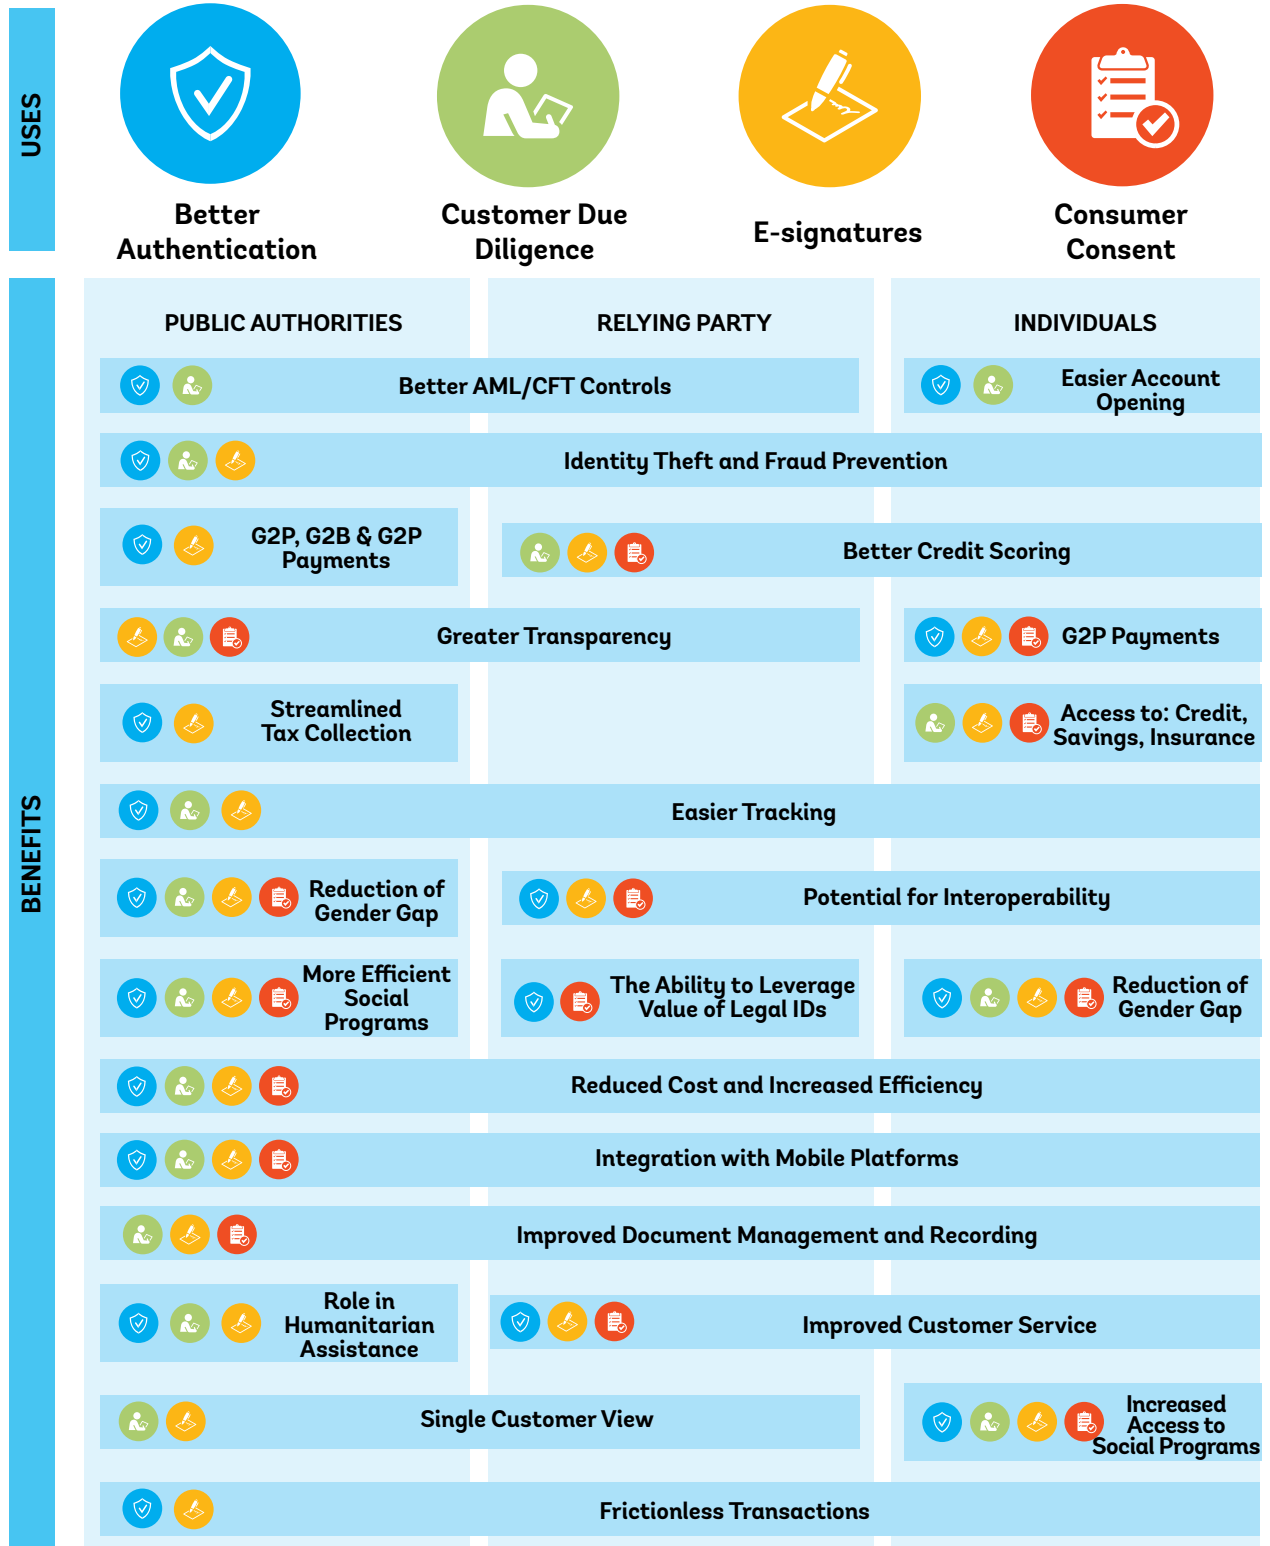 USES
Better
Authentication
Customer Due
Diligence
E-signatures
Consumer
Consent
BENEFITS
PUBLIC AUTHORITIES
RELYING PARTY
INDIVIDUALS
Better AML/CFT Controls
Easier Account
Opening
Identity Theft and Fraud Prevention
G2P, G2B & G2P
Payments
Better Credit Scoring
Greater Transparency
G2P Payments
Streamlined
Tax Collection
Access to: Credit,
Savings, Insurance
Easier Tracking
Reduction of
Gender Gap
Potential for Interoperability
More Efficient
Social
Programs
The Ability to Leverage
Value of Legal IDs
Reduction of
Gender Gap
Reduced Cost and Increased Efficiency
Integration with Mobile Platforms
Improved Document Management and Recording
Role in
Humanitarian
Assistance
Improved Customer Service
Single Customer View
Increased
Access to
Social Programs
Frictionless Transactions